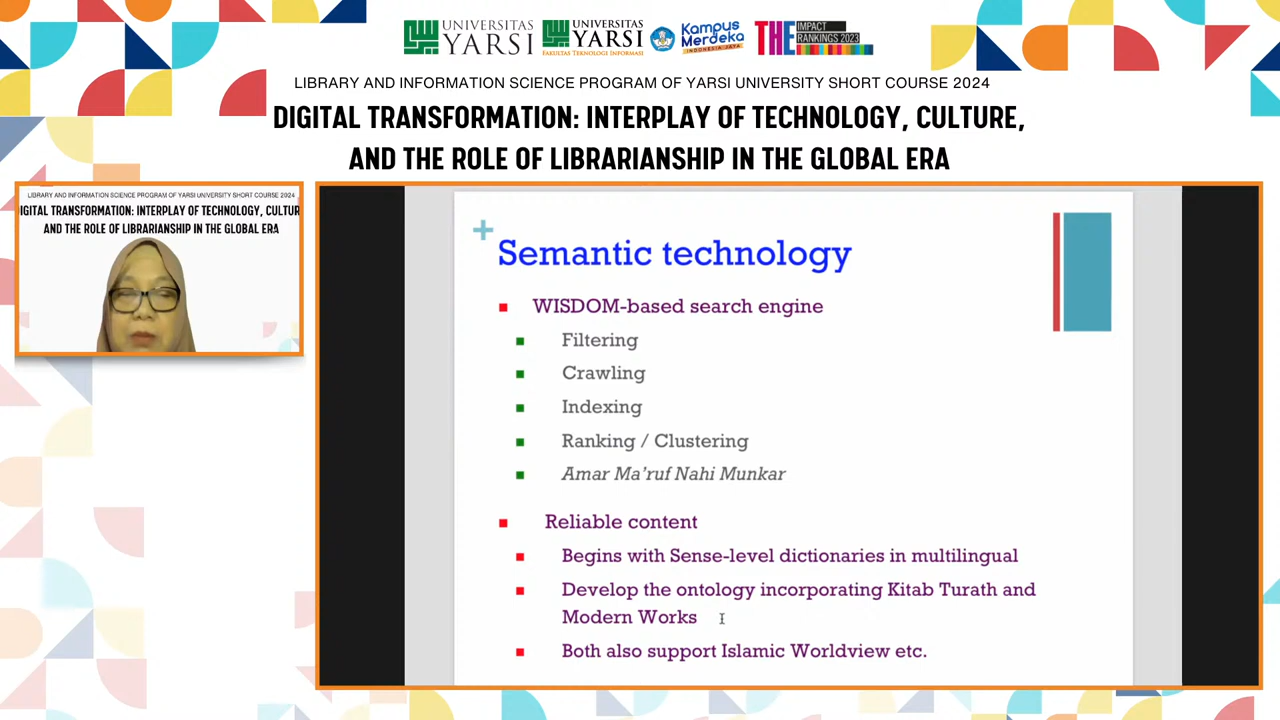 UNIVERSITAS
YARSI
UNIVERSITAS
YARSI
FAKULTAS TEKNOLOGI INFORMASI
Kampus
Merdeka
INDONESIA JAYA
THE IMPACT
RANKINGS 2023
LIBRARY AND INFORMATION SCIENCE PROGRAM OF YARSI UNIVERSITY SHORT COURSE 2024
DIGITAL TRANSFORMATION: INTERPLAY OF TECHNOLOGY, CULTURE,
AND THE ROLE OF LIBRARIANSHIP IN THE GLOBAL ERA
LIBRARY AND INFORMATION SCIENCE PROGRAM OF YARSI UNIVERSITY SHORT COURSE 2024
IGITAL TRANSFORMATION: INTERPLAY OF TECHNOLOGY, CULTUR
AND THE ROLE OF LIBRARIANSHIP IN THE GLOBAL ERA
+
Semantic technology
WISDOM-based search engine
Filtering
Crawling
Indexing
Ranking / Clustering
Amar Ma'ruf Nahi Munkar
Reliable content
Begins with Sense-level dictionaries in multilingual
Develop the ontology incorporating Kitab Turath and
Modern Works
Both also support Islamic Worldview etc.